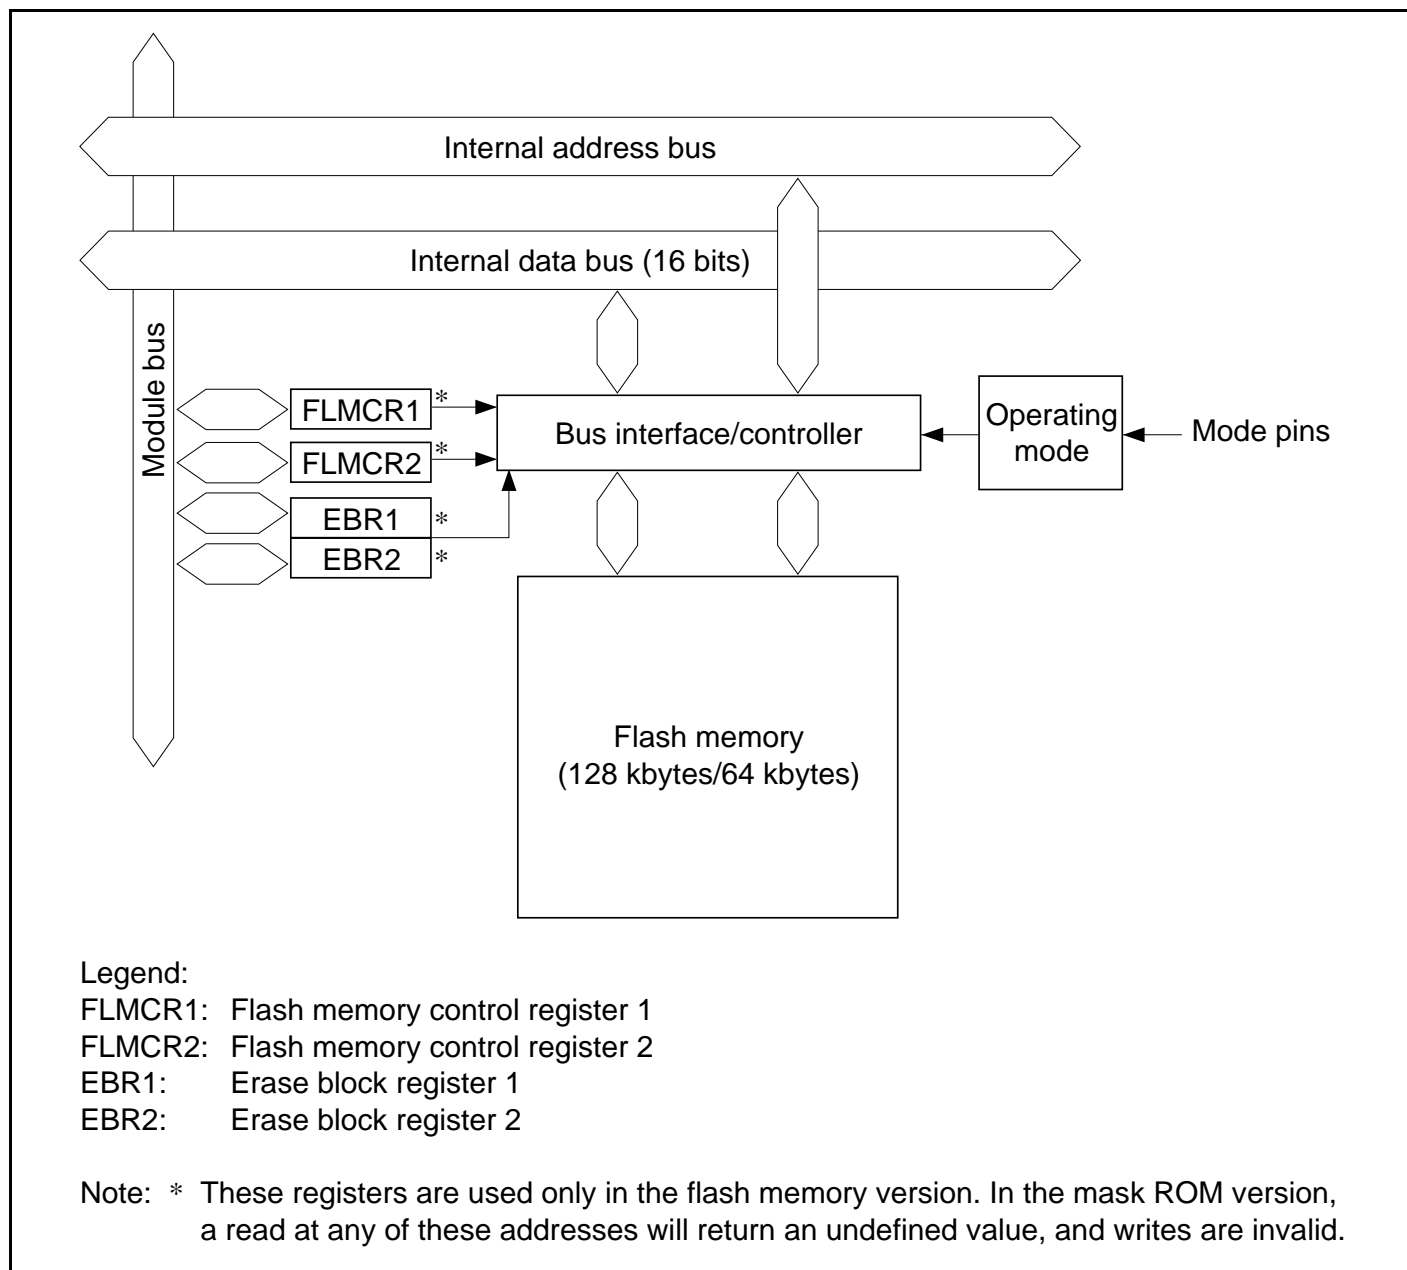 Internal address bus
Internal data bus (16 bits)
Module bus
FLMCR1 *
FLMCR2 *
EBR1 *
EBR2 *
Bus interface/controller
Operating
mode
Mode pins
Flash memory
(128 kbytes/64 kbytes)
Legend:
FLMCR1: Flash memory control register 1
FLMCR2: Flash memory control register 2
EBR1: Erase block register 1
EBR2: Erase block register 2
Note: * These registers are used only in the flash memory version. In the mask ROM version,
a read at any of these addresses will return an undefined value, and writes are invalid.